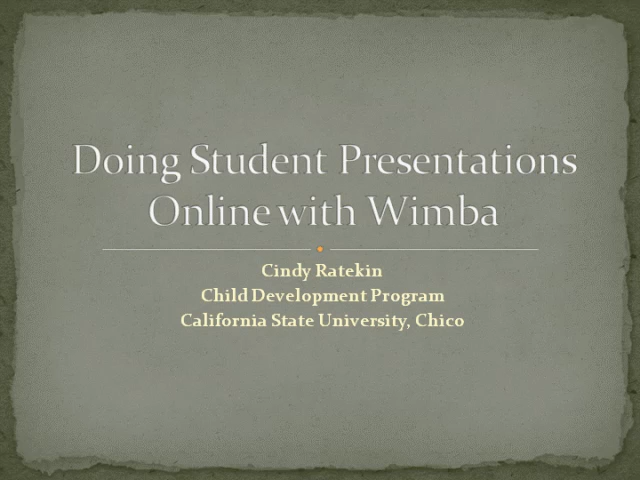 Doing Student Presentations
Online with Wimba
Cindy Ratekin
Child Development Program
California State University, Chico